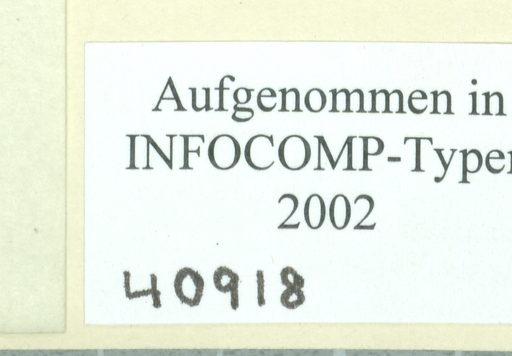 Aufgenommen in
INFOCOMP-Typen
2002
40918